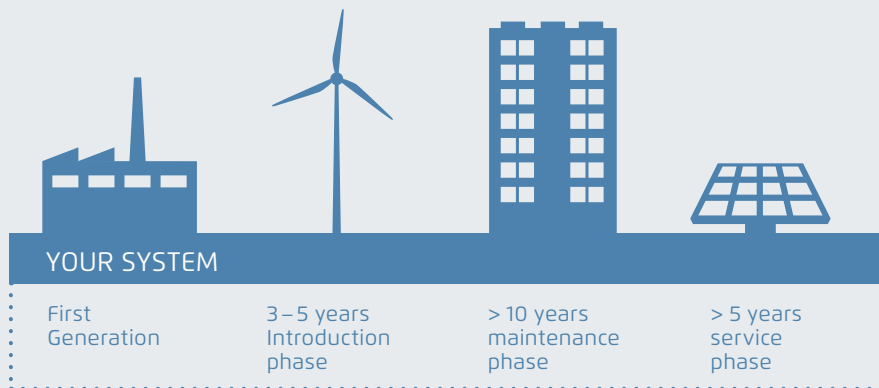 YOUR SYSTEM
First
Generation
3–5 years
Introduction
phase
> 10 years
maintenance
phase
> 5 years
service
phase